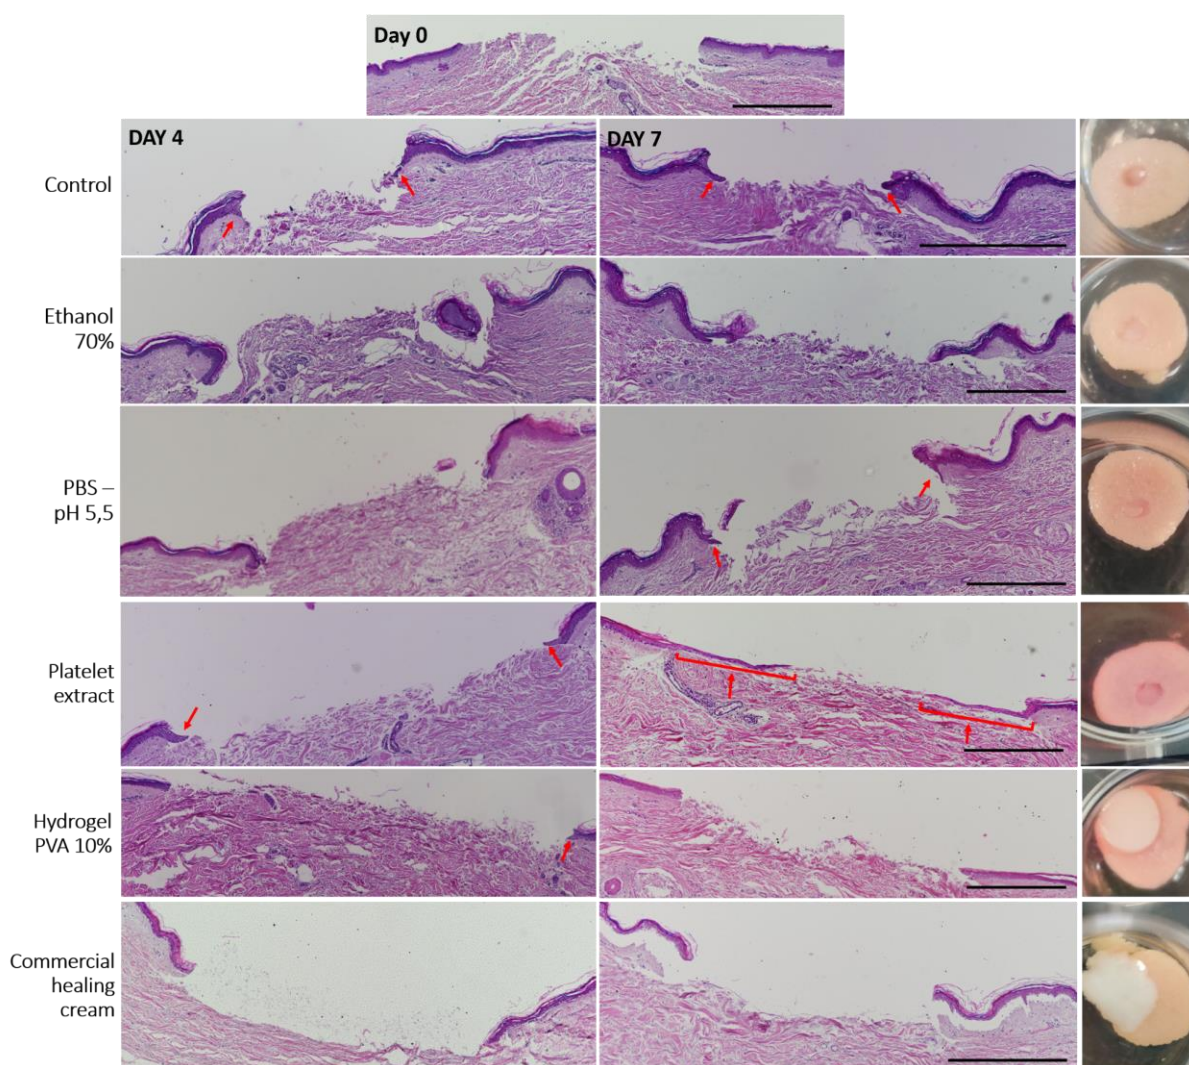 Day 0
DAY 4
DAY 7
Control
Ethanol
70%
PBS –
pH 5,5
Platelet
extract
Hydrogel
PVA 10%
Commercial
healing
cream